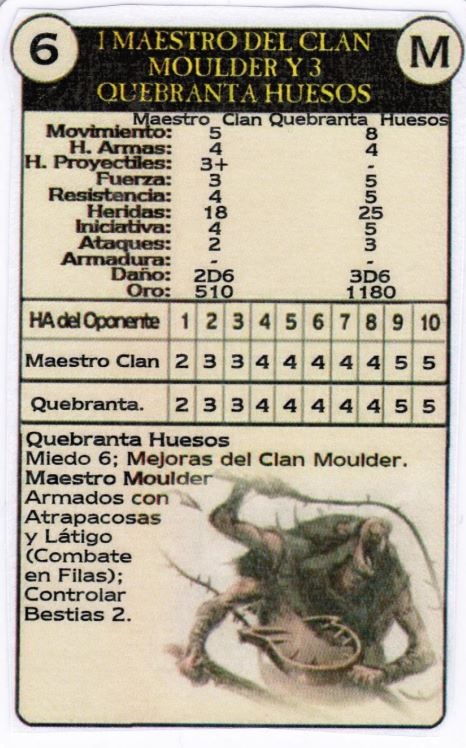 6
M
1 MAESTRO DEL CLAN
MOULDER Y 3
QUEBRANTA HUESOS
Maestro Clan Quebranta Huesos
Movimiento: 5 8
H. Armas: 4 4
H. Proyectiles: 3+ -
Fuerza: 3 5
Resistencia: 4 5
Heridas: 18 25
Iniciativa: 4 5
Ataques: 2 3
Armadura: - -
Daño: 2D6 3D6
Oro: 510 1180
HA del Oponente 1 2 3 4 5 6 7 8 9 10
Maestro Clan 2 3 3 4 4 4 4 4 5 5
Quebranta. 2 3 3 4 4 4 4 4 5 5
Quebranta Huesos
Miedo 6; Mejoras del Clan Moulder.
Maestro Moulder
Armados con
Atrapacosas
y Látigo
(Combate
en Filas);
Controlar
Bestias 2.